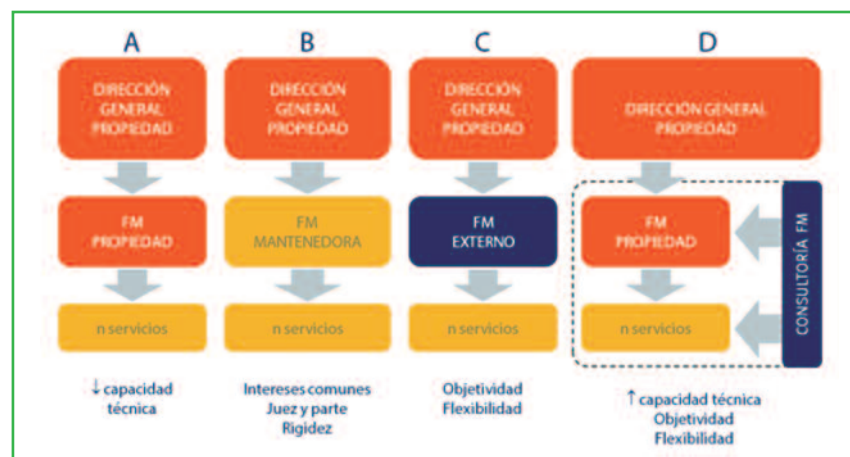 A
B
C
D
DIRECCIÓN
GENERAL
PROPIEDAD
DIRECCIÓN
GENERAL
PROPIEDAD
DIRECCIÓN
GENERAL
PROPIEDAD
DIRECCIÓN GENERAL
PROPIEDAD
FM
PROPIEDAD
FM
MANTENEDORA
FM
EXTERNO
FM
PROPIEDAD
CONSULTORÍA FM
n servicios
n servicios
n servicios
n servicios
↓ capacidad
técnica
Intereses comunes
Juez y parte
Rigidez
Objetividad
Flexibilidad
↑ capacidad técnica
Objetividad
Flexibilidad